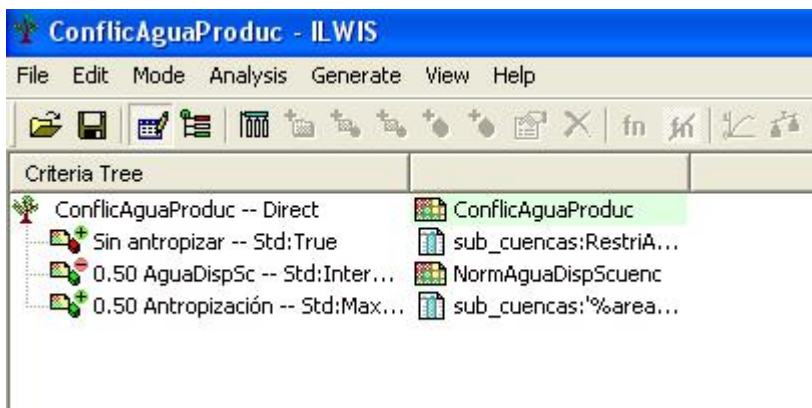 ConflicAguaProduc - ILWIS
File Edit Mode Analysis Generate View Help
fn fn
Criteria Tree
ConflicAguaProduc -- Direct ConflicAguaProduc
Sin antropizar -- Std:True sub_cuencas:RestriA...
0.50 AguaDispSc -- Std:Inter... NormAguaDispScuenc
0.50 Antropización -- Std:Max... sub_cuencas:'%area...